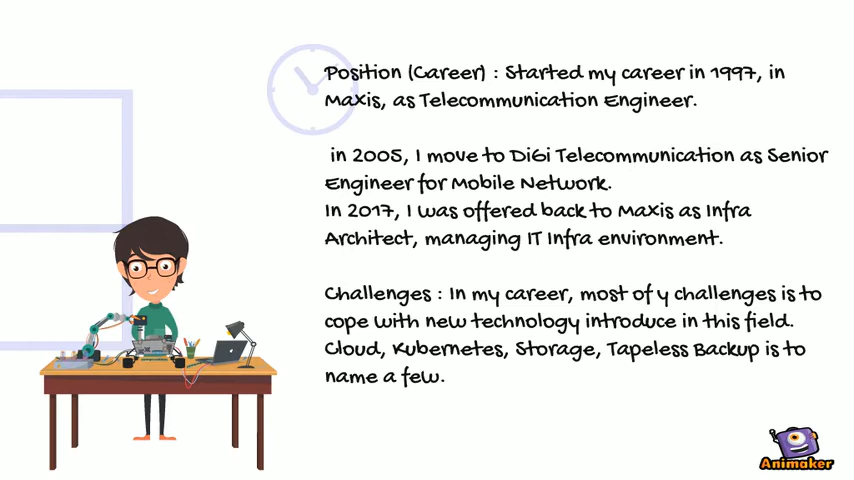 Position (Career) : Started my career in 1997, in
Maxis, as Telecommunication Engineer.
in 2005, I move to DiGi Telecommunication as Senior
Engineer for Mobile Network.
In 2017, I was offered back to Maxis as Infra
Architect, managing IT Infra environment.
Challenges : In my career, most of y challenges is to
cope with new technology introduce in this field.
Cloud, Kubernetes, Storage, Tapeless Backup is to
name a few.
Animaker